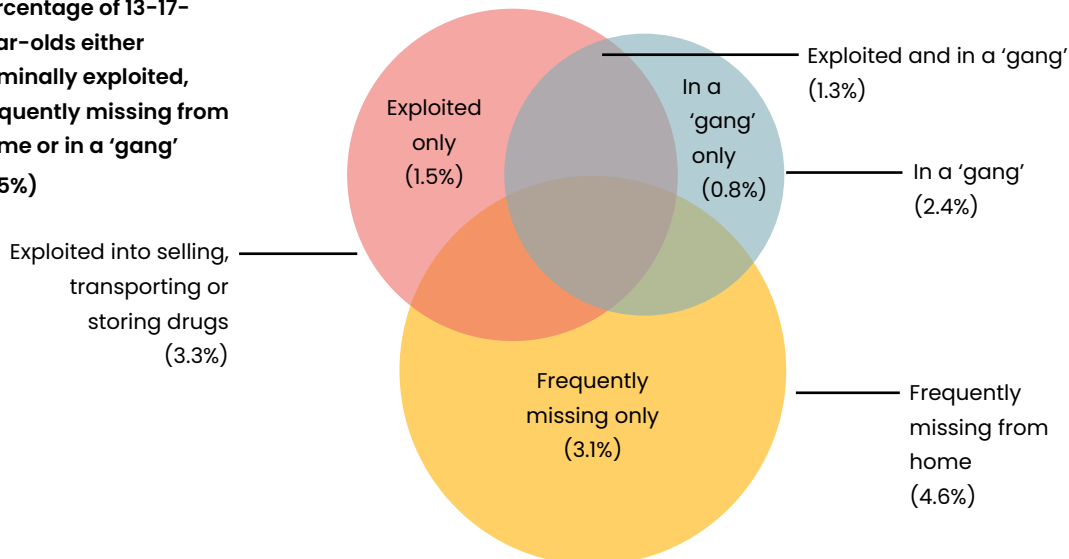 rcentage of 13-17-
ar-olds either
minally exploited,
quently missing from
me or in a ‘gang’
5%)
Exploited into selling,
transporting or
storing drugs
(3.3%)
Exploited
only
(1.5%)
In a
‘gang’
only
(0.8%)
Exploited and in a ‘gang’
(1.3%)
In a ‘gang’
(2.4%)
Frequently
missing only
(3.1%)
Frequently
missing from
home
(4.6%)